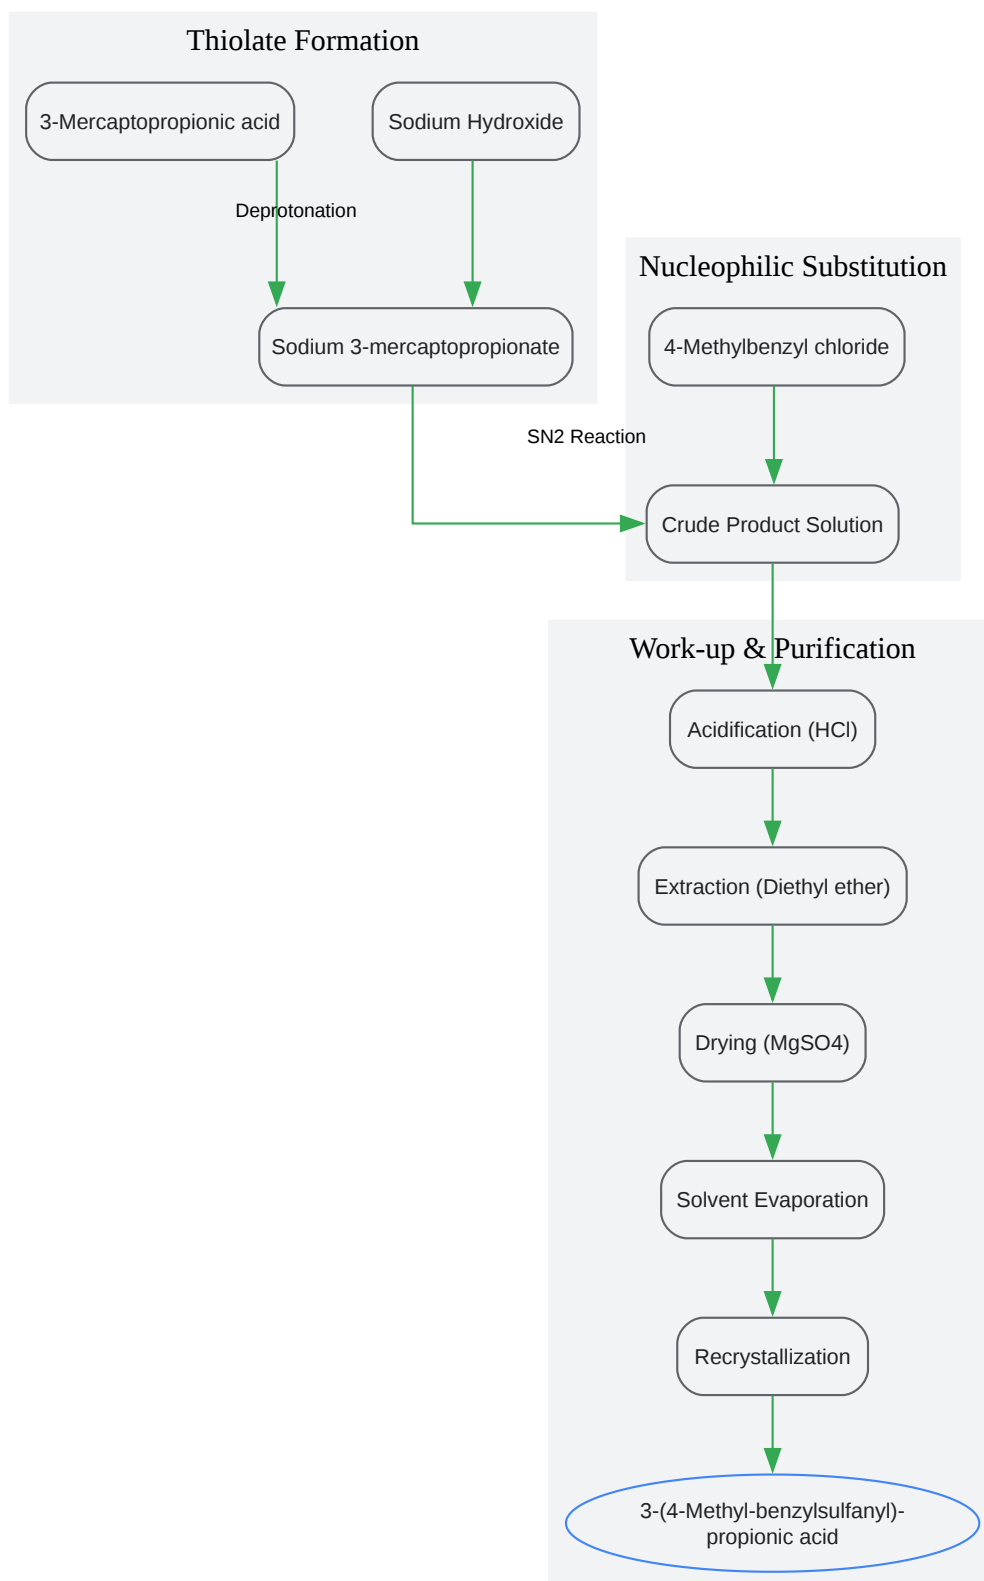 Thiolate Formation
3-Mercaptopropionic acid
Sodium Hydroxide
Deprotonation
Sodium 3-mercaptopropionate
Nucleophilic Substitution
4-Methylbenzyl chloride
SN2 Reaction
Crude Product Solution
Work-up & Purification
Acidification (HCl)
Extraction (Diethyl ether)
Drying (MgSO4)
Solvent Evaporation
Recrystallization
3-(4-Methyl-benzylsulfanyl)-
propionic acid